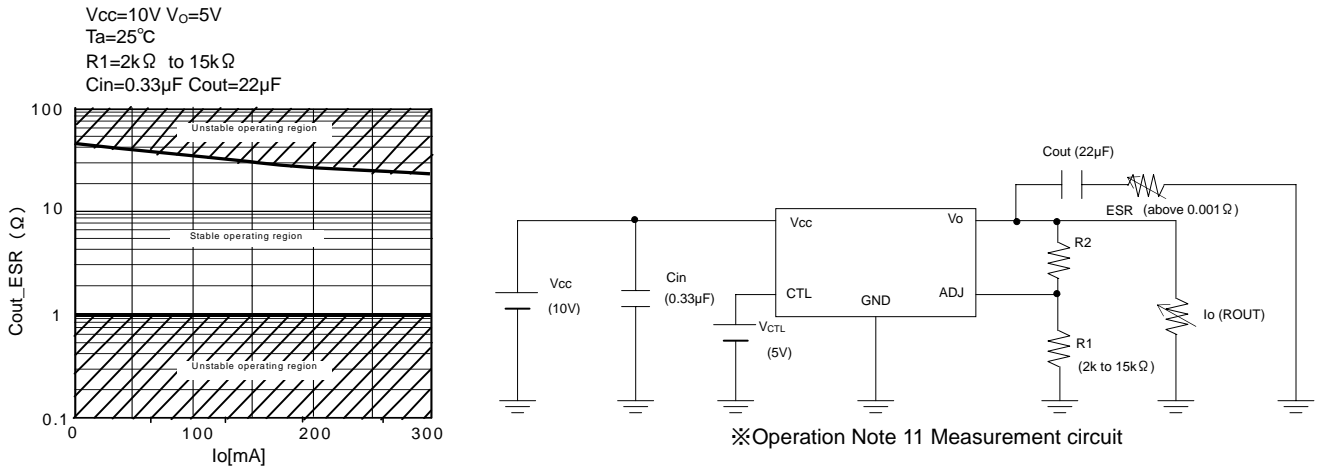 Vcc=10V VO=5V
Ta=25°C
R1=2kΩ to 15kΩ
Cin=0.33µF Cout=22µF
100
Unstable operating region
10
Stable operating region
1
Unstable operating region
0.1
0
100
200
300
Cout_ESR (Ω)
Io[mA]
Cout (22µF)
ESR (above 0.001Ω)
Vcc
Vo
R2
Vcc
(10V)
Cin
(0.33µF)
CTL
GND
ADJ
VCTL
(5V)
R1
(2k to 15kΩ)
Io (ROUT)
※Operation Note 11 Measurement circuit